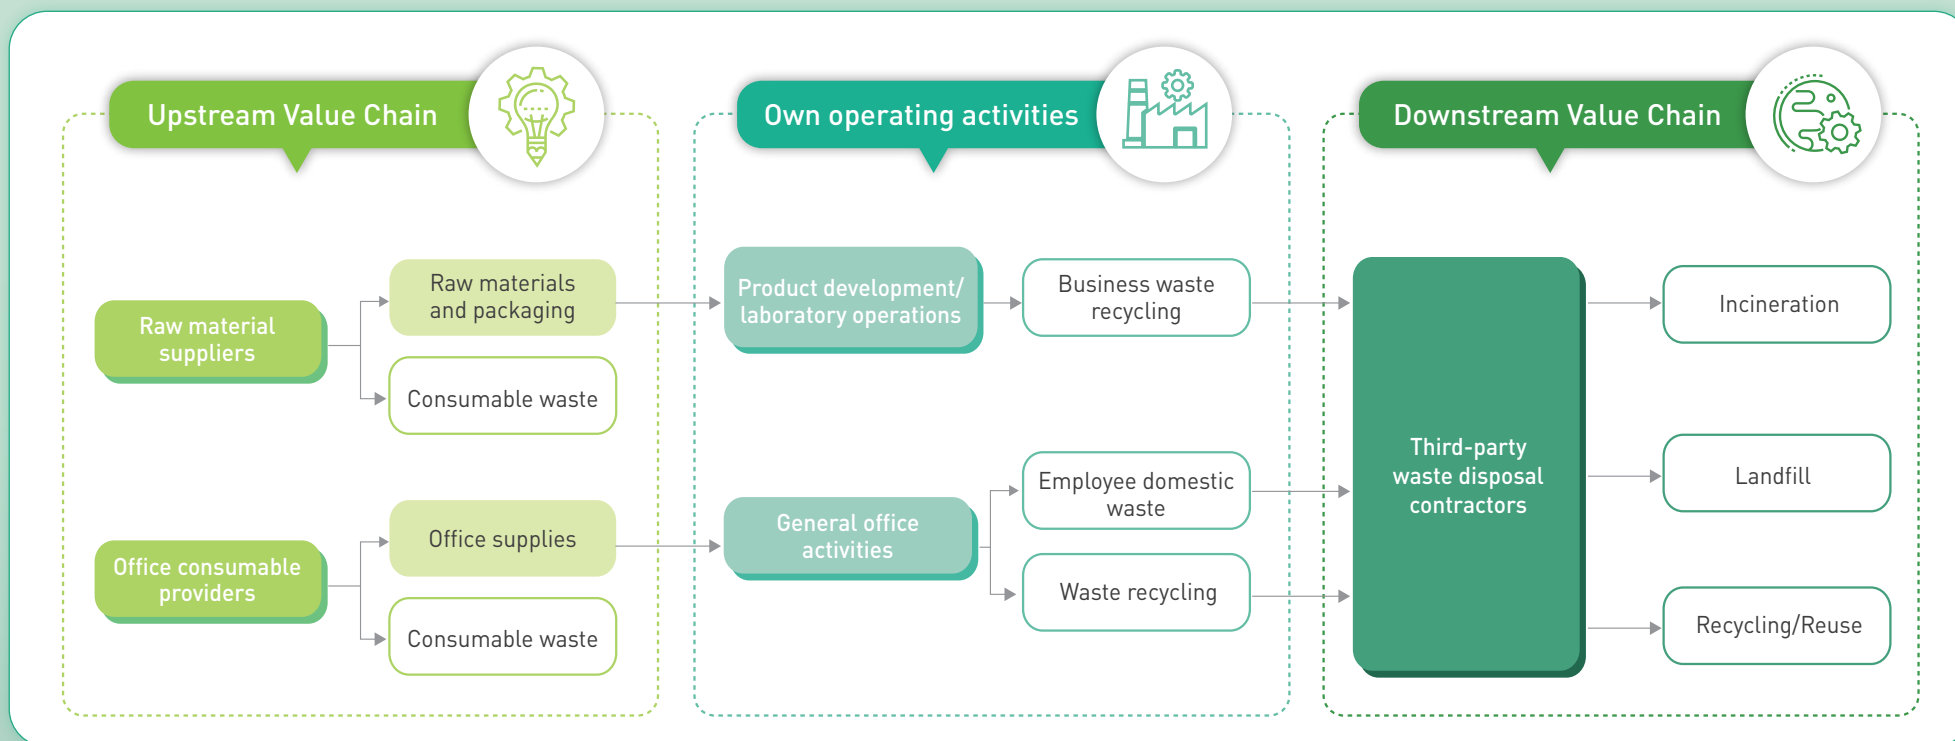 Upstream Value Chain
Own operating activities
Downstream Value Chain
Raw material
suppliers
Raw materials
and packaging
Consumable waste
Office consumable
providers
Office supplies
Consumable waste
Product development/
laboratory operations
Business waste
recycling
General office
activities
Employee domestic
waste
Waste recycling
Third-party
waste disposal
contractors
Incineration
Landfill
Recycling/Reuse